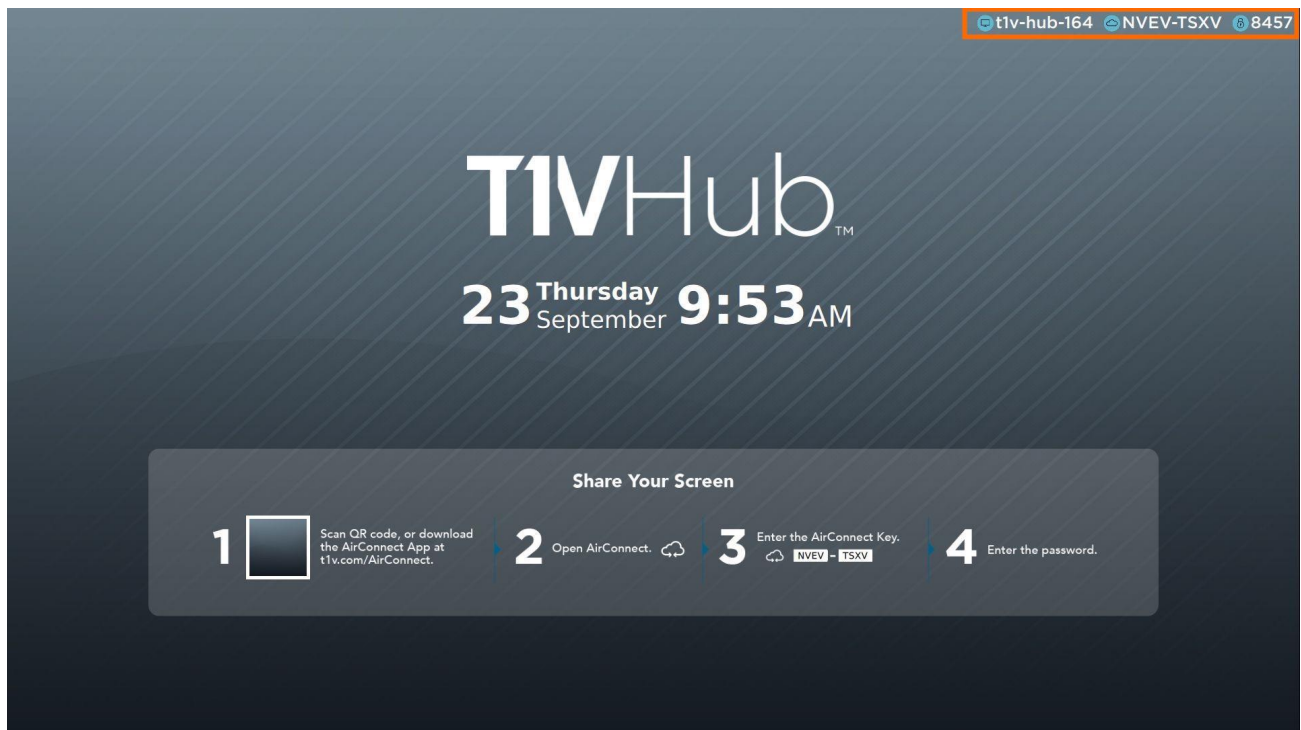 t1v-hub-164 NVEV-TSXV 8457
T1VHub™
23 Thursday September 9:53 AM
Share Your Screen
1 Scan QR code, or download
the AirConnect App at
t1v.com/AirConnect.
2 Open AirConnect.
3 Enter the AirConnect Key.
NVEV - TSXV
4 Enter the password.